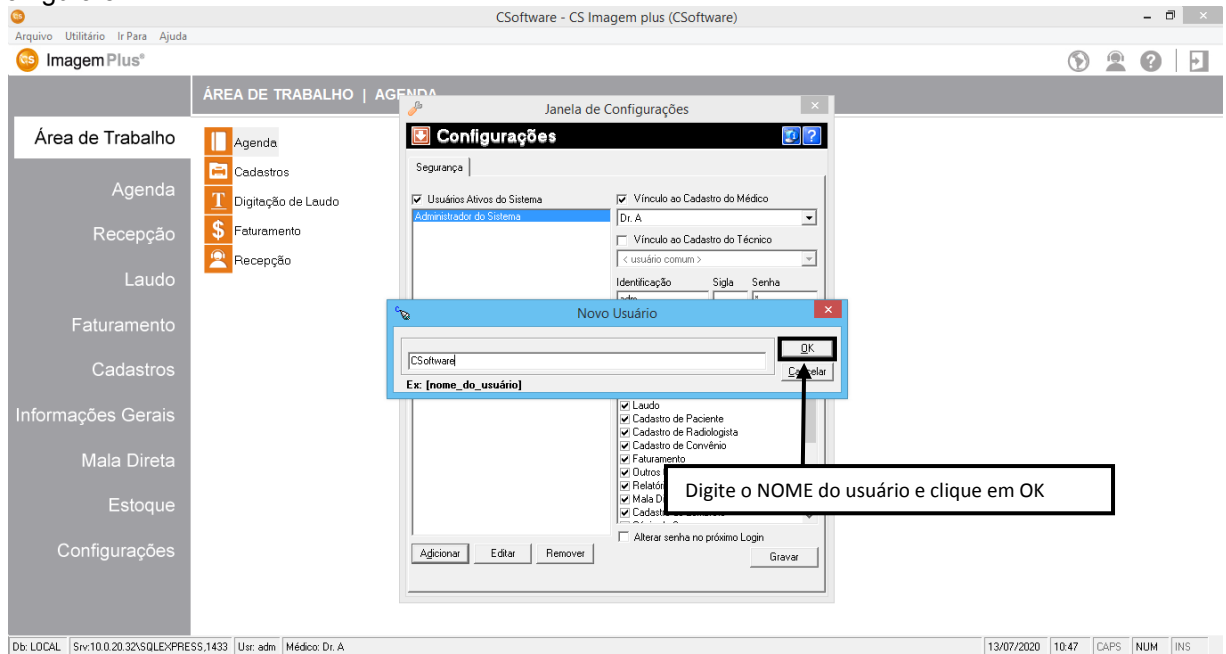 CSoftware - CS Imagem plus (CSoftware)
Arquivo Utilitário Ir Para Ajuda
CS Imagem Plus®
ÁREA DE TRABALHO | AGENDA
Área de Trabalho
Agenda
Recepção
Laudo
Faturamento
Cadastros
Informações Gerais
Mala Direta
Estoque
Configurações
Agenda
Cadastros
Digitação de Laudo
Faturamento
Recepção
Janela de Configurações
Configurações
Segurança
Usuários Ativos do Sistema
Administrador do Sistema
Vínculo ao Cadastro do Médico
Dr. A
Vínculo ao Cadastro do Técnico
< usuário comum >
Identificação Sigla Senha
adm *
Novo Usuário
CSoftware
OK
Cancelar
Ex: [nome_do_usuário]
Laudo
Cadastro de Paciente
Cadastro de Radiologista
Cadastro de Convênio
Faturamento
Outros
Mala D
Alterar senha no próximo Login
Adicionar Editar Remover
Gravar
Digite o NOME do usuário e clique em OK
Db: LOCAL Srv:10.0.20.32\SQLEXPRESS,1433 Usr: adm Médico: Dr. A
13/07/2020 10:47 CAPS NUM INS